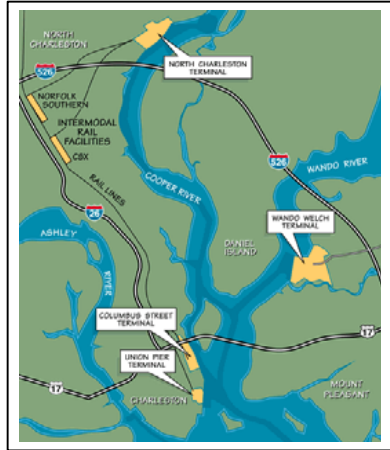 NORTH
CHARLESTON
NORTH CHARLESTON
TERMINAL
526
NORFOLK
SOUTHERN
INTERMODAL
RAIL
FACILITIES
CSX
RAIL LINES
COOPER RIVER
526
WANDO RIVER
WANDO WELCH
TERMINAL
26
ASHLEY
RIVER
DANIEL
ISLAND
COLUMBUS STREET
TERMINAL
17
UNION PIER
TERMINAL
17
CHARLESTON
MOUNT
PLEASANT